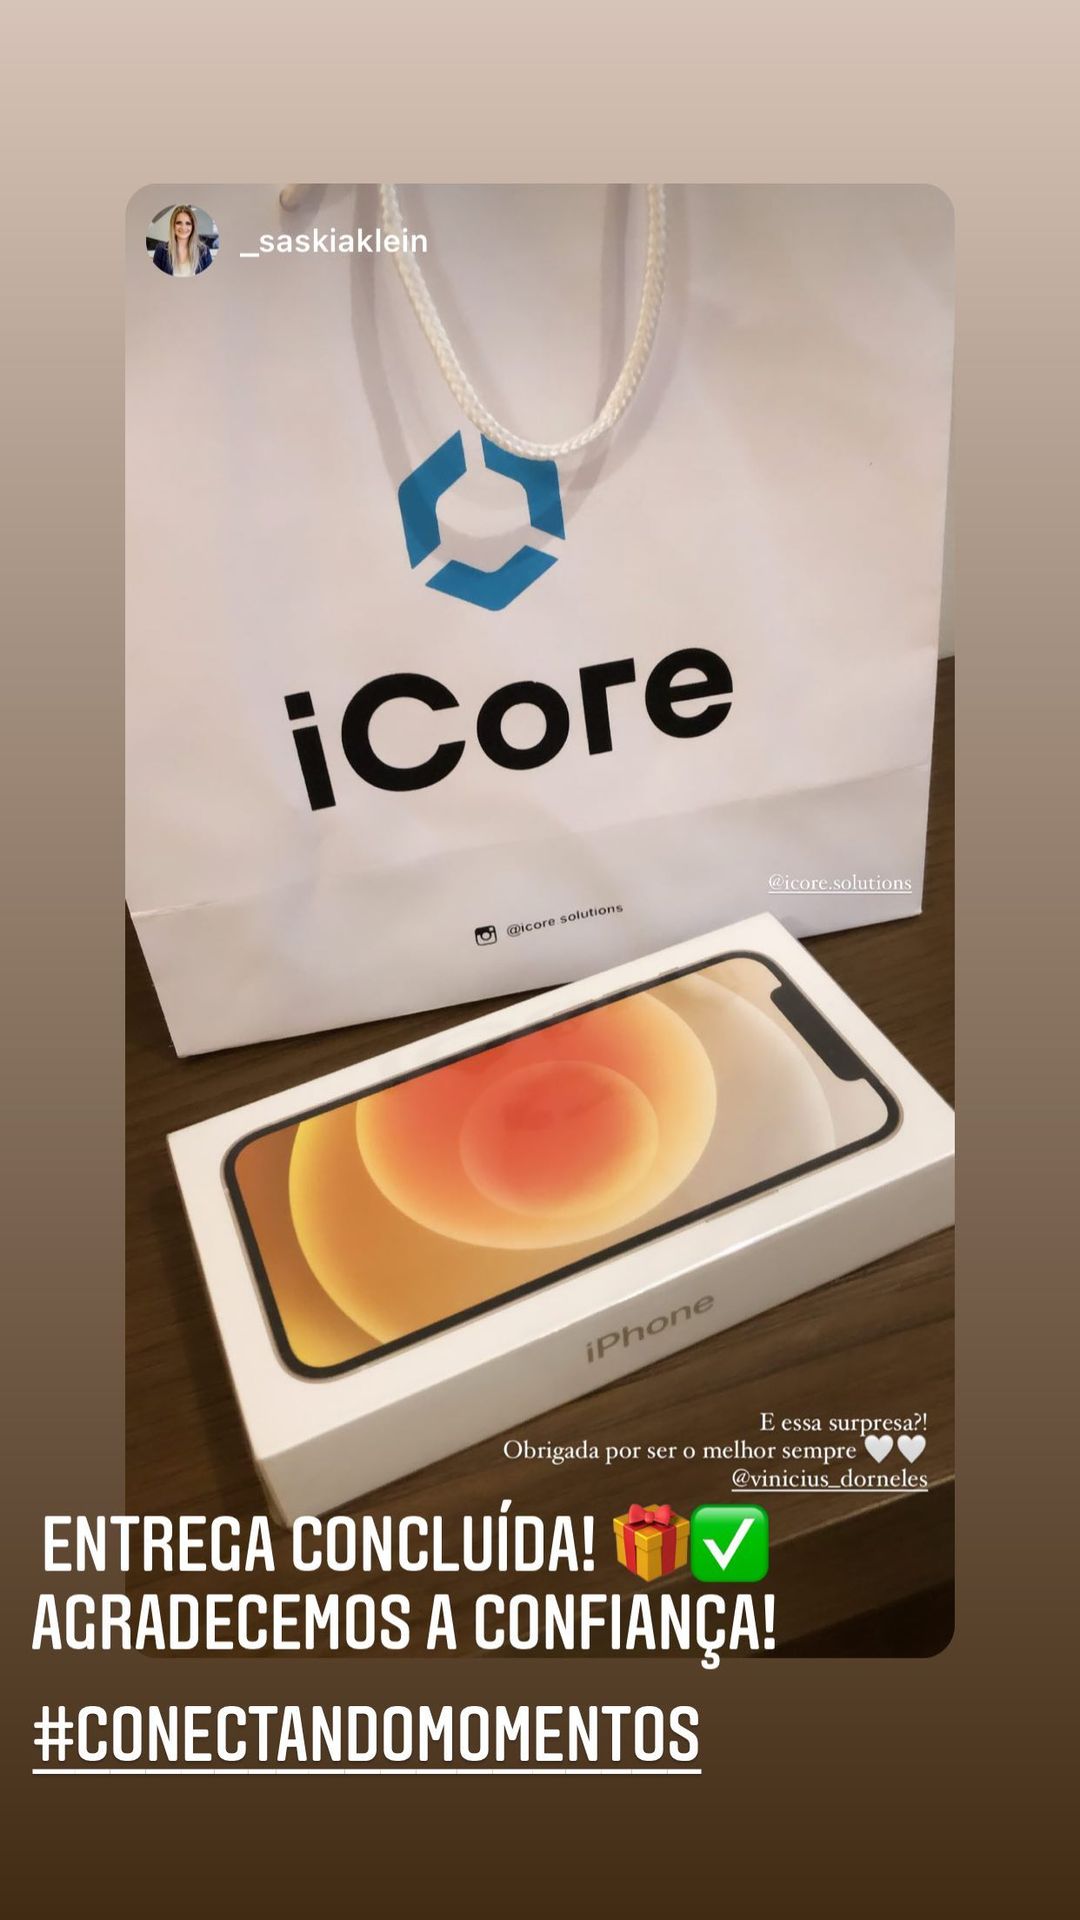 _saskiaklein
iCore
@icore.solutions
@icore solutions
iPhone
E essa surpresa?!
Obrigada por ser o melhor sempre 🤍🤍
@vinicius_dorneles
ENTREGA CONCLUÍDA! 🎁✅
AGRADECEMOS A CONFIANÇA!
#CONECTANDOMOMENTOS